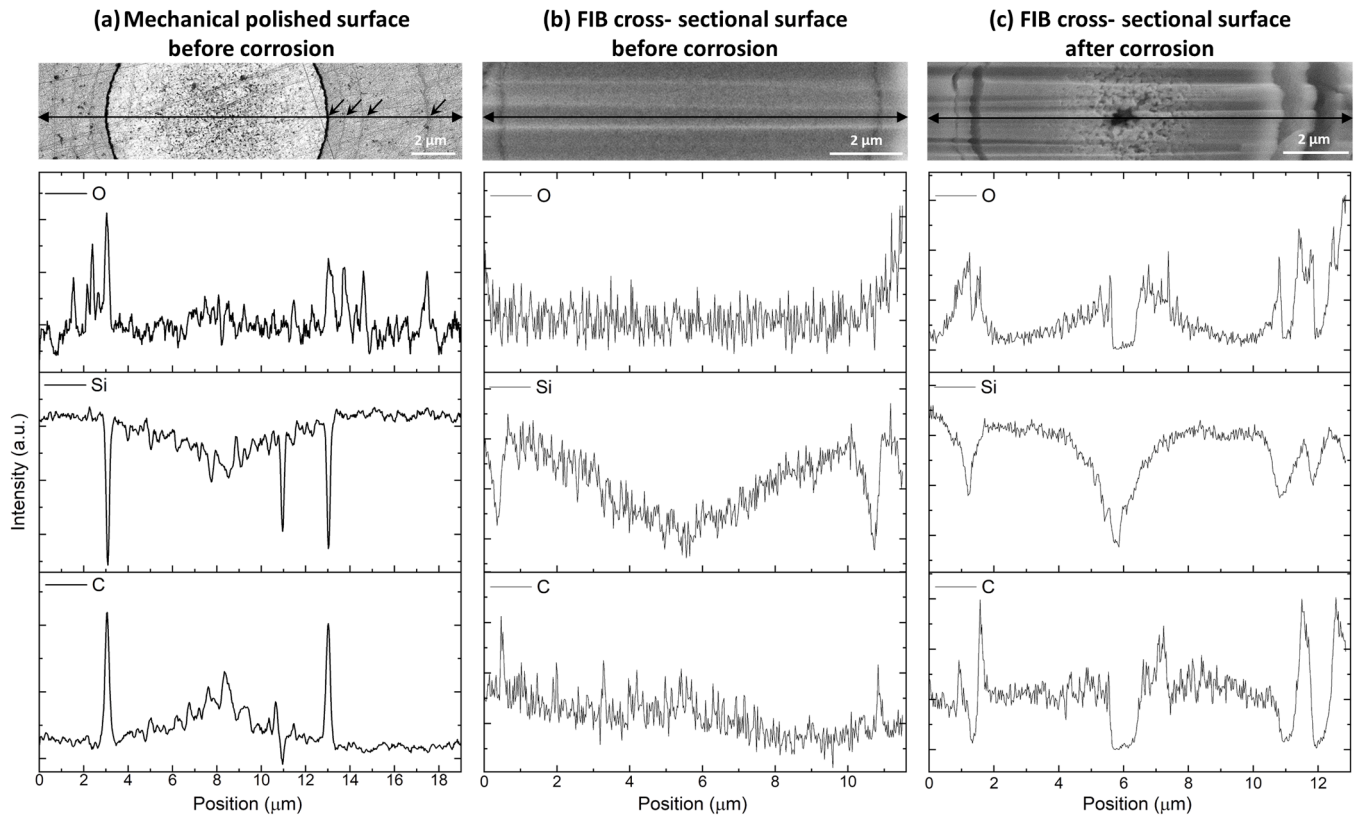 (a) Mechanical polished surface
before corrosion
(b) FIB cross- sectional surface
before corrosion
(c) FIB cross- sectional surface
after corrosion
2 μm
2 μm
2 μm
O
O
O
Si
Si
Si
C
C
C
Intensity (a.u.)
0 2 4 6 8 10 12 14 16 18
0 2 4 6 8 10
0 2 4 6 8 10 12
Position (μm)
Position (μm)
Position (μm)